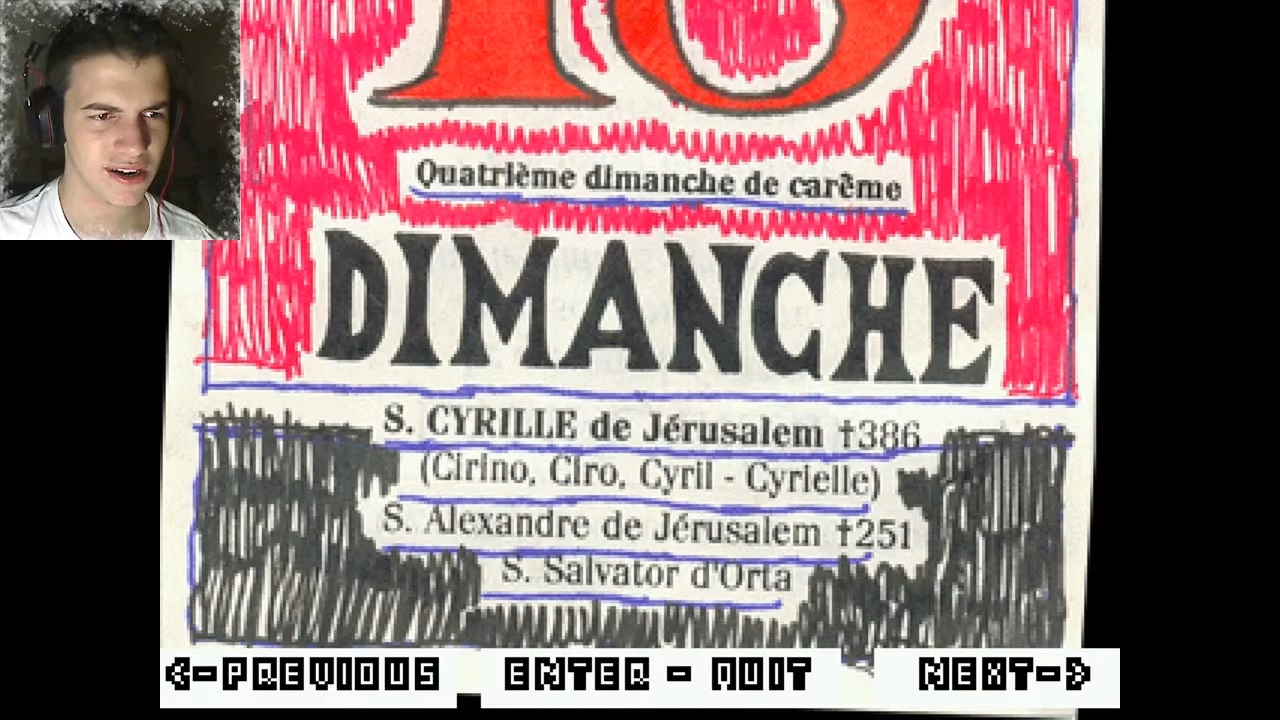 18
Quatrième dimanche de carême
DIMANCHE
S. CYRILLE de Jérusalem †386
(Cirino, Ciro, Cyril - Cyrielle)
S. Alexandre de Jérusalem †251
S. Salvator d'Orta
<-PREVIOUS ENTER - QUIT NEXT->